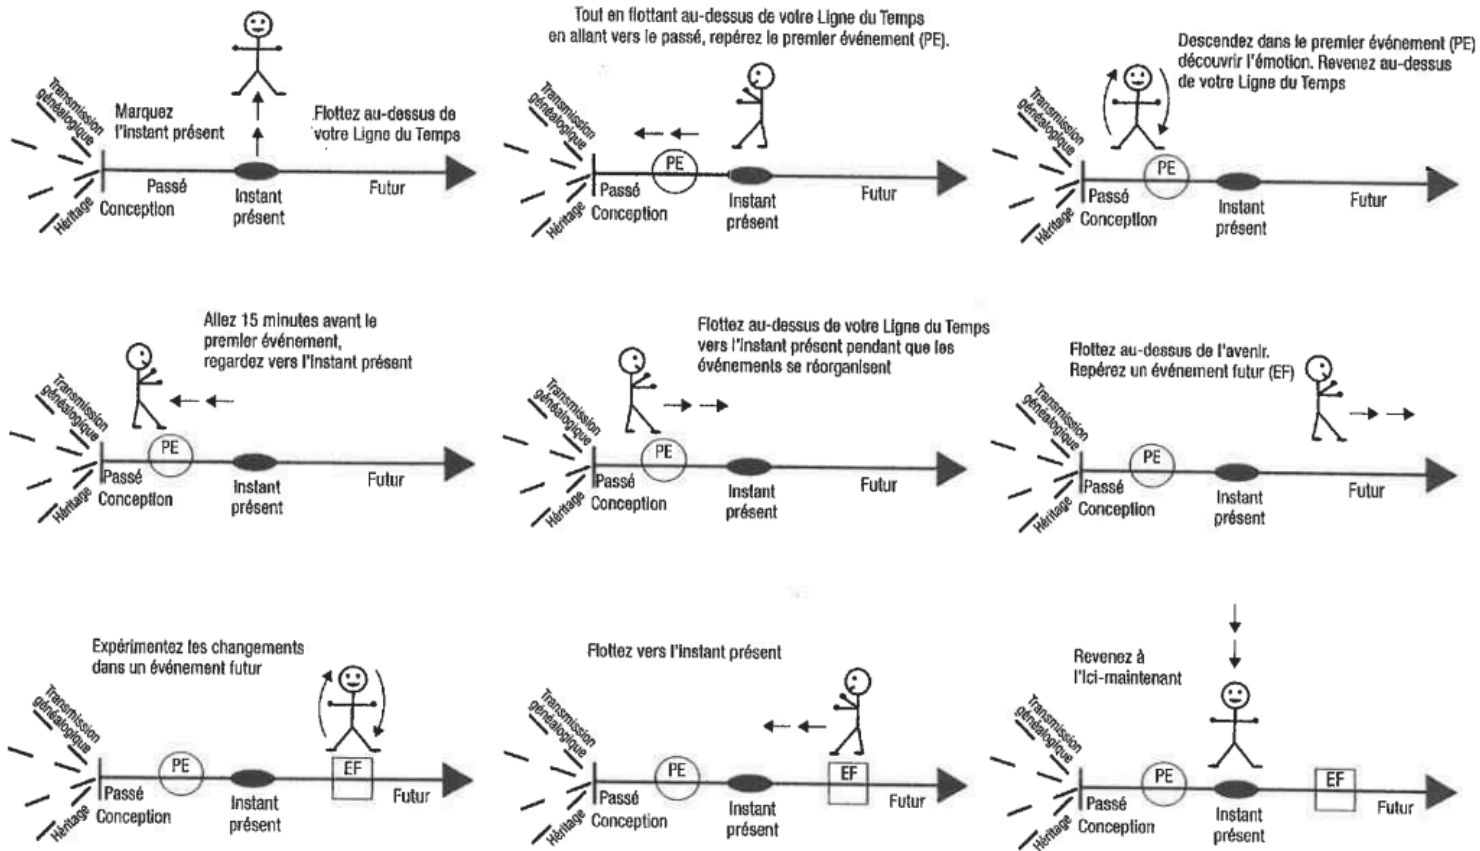 Marquez
l'instant présent
Flottez au-dessus de
votre Ligne du Temps
Transmission
généalogique
Héritage
Passé
Conception
Instant
présent
Futur
Tout en flottant au-dessus de votre Ligne du Temps
en allant vers le passé, repérez le premier événement (PE).
Transmission
généalogique
Héritage
PE
Passé
Conception
Instant
présent
Futur
Descendez dans le premier événement (PE)
découvrir l'émotion. Revenez au-dessus
de votre Ligne du Temps
Transmission
généalogique
Héritage
PE
Passé
Conception
Instant
présent
Futur
Allez 15 minutes avant le
premier événement,
regardez vers l'instant présent
Transmission
généalogique
Héritage
PE
Passé
Conception
Instant
présent
Futur
Flottez au-dessus de votre Ligne du Temps
vers l'instant présent pendant que les
événements se réorganisent
Transmission
généalogique
Héritage
PE
Passé
Conception
Instant
présent
Futur
Flottez au-dessus de l'avenir.
Repérez un événement futur (EF)
Transmission
généalogique
Héritage
PE
Passé
Conception
Instant
présent
Futur
Expérimentez les changements
dans un événement futur
Transmission
généalogique
Héritage
PE
EF
Passé
Conception
Instant
présent
Futur
Flottez vers l'instant présent
Transmission
généalogique
Héritage
PE
EF
Passé
Conception
Instant
présent
Futur
Revenez à
l'ici-maintenant
Transmission
généalogique
Héritage
PE
EF
Passé
Conception
Instant
présent
Futur